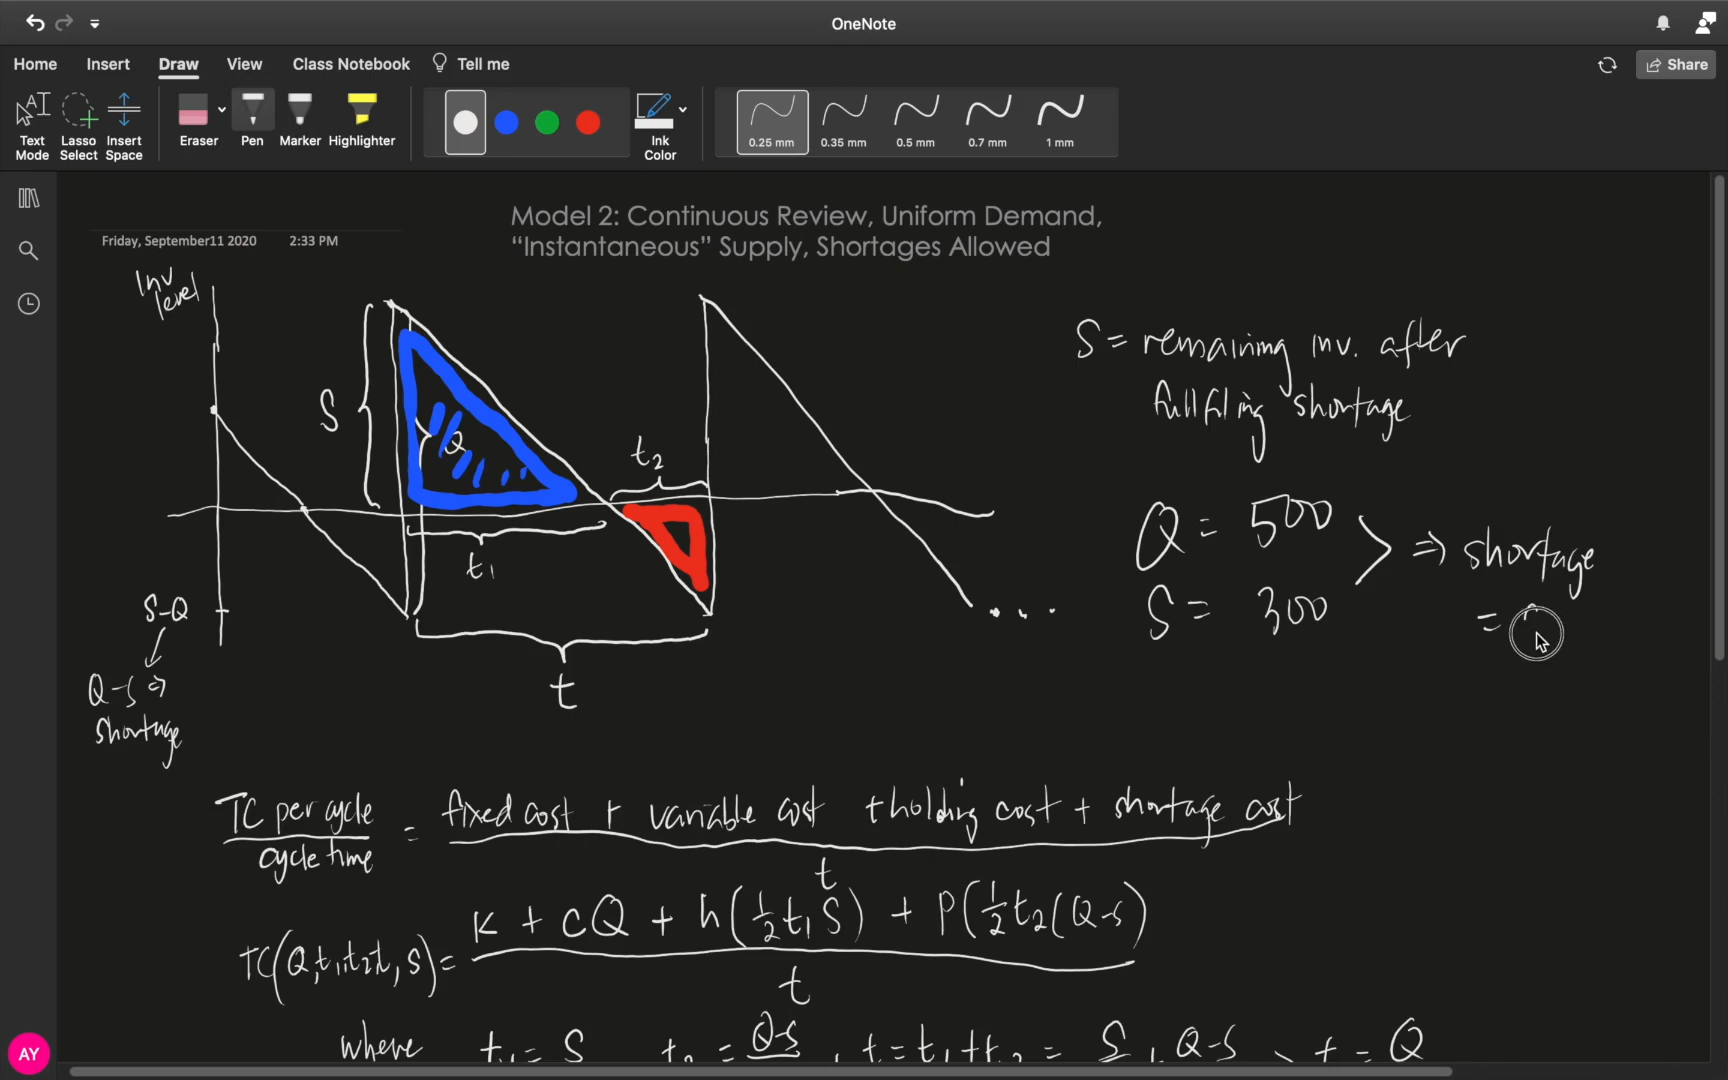 OneNote
Home Insert Draw View Class Notebook Tell me
Share
Text Mode
Lasso Select
Insert Space
Eraser
Pen
Marker
Highlighter
Ink Color
0.25 mm
0.35 mm
0.5 mm
0.7 mm
1 mm
Model 2: Continuous Review, Uniform Demand,
“Instantaneous” Supply, Shortages Allowed
Friday, September11 2020 2:33 PM
Inv
level
S
Q
t₂
t₁
S-Q
Q-S ⇒
shortage
t
...
S = remaining inv. after
fullfiling shortage
Q = 500
S = 300
⇒ shortage
=
TC per cycle
cycle time
=
fixed cost + variable cost + holding cost + shortage cost
t
TC(Q,t₁,t₂,t,S) =
K + cQ + h(½t₁S) + P(½t₂(Q-S)
t
where
AY